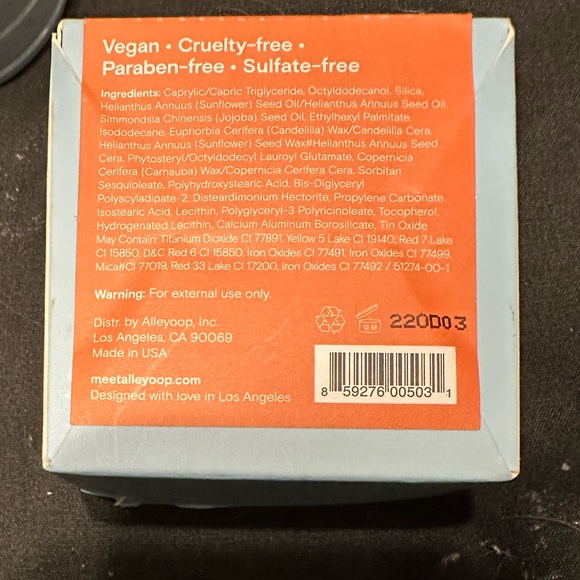 Vegan • Cruelty-free •
Paraben-free • Sulfate-free
Ingredients: Caprylic/Capric Triglyceride, Octyldodecanol, Silica,
Helianthus Annuus (Sunflower) Seed Oil/Helianthus Annuus Seed Oil,
Simmondsia Chinensis (Jojoba) Seed Oil, Ethylhexyl Palmitate,
Isododecane, Euphorbia Cerifera (Candelilla) Wax/Candelilla Cera,
Helianthus Annuus (Sunflower) Seed Wax#Helianthus Annuus Seed
Cera, Phytosteryl/Octyldodecyl Lauroyl Glutamate, Copernicia
Cerifera (Carnauba) Wax/Copernicia Cerifera Cera, Sorbitan
Sesquioleate, Polyhydroxystearic Acid, Bis-Diglyceryl
Polyacyladipate-2, Disteardimonium Hectorite, Propylene Carbonate,
Isostearic Acid, Lecithin, Polyglyceryl-3 Polyricinoleate, Tocopherol,
Hydrogenated Lecithin, Calcium Aluminum Borosilicate, Tin Oxide
May Contain: Titanium Dioxide CI 77891, Yellow 5 Lake CI 19140, Red 7 Lake
CI 15850, D&C Red 6 CI 15850, Iron Oxides CI 77491, Iron Oxides CI 77499,
Mica#CI 77019, Red 33 Lake CI 17200, Iron Oxides CI 77492 / 51274-00-1
Warning: For external use only.
12 M
220D03
Distr. by Alleyoop, Inc.
Los Angeles, CA 90069
Made in USA
meetalleyoop.com
Designed with love in Los Angeles
8 59276 00503 1